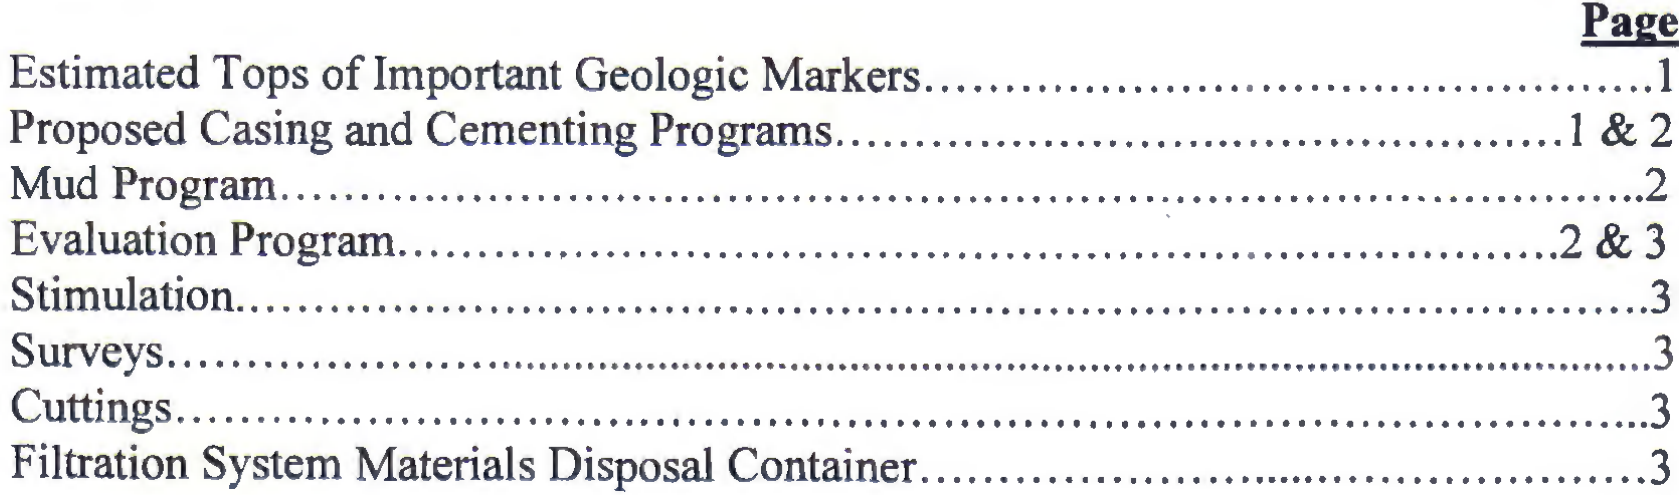 Page
Estimated Tops of Important Geologic Markers..........................................1
Proposed Casing and Cementing Programs..........................................1 & 2
Mud Program..........................................2
Evaluation Program..........................................2 & 3
Stimulation..........................................3
Surveys..........................................3
Cuttings..........................................3
Filtration System Materials Disposal Container..........................................3